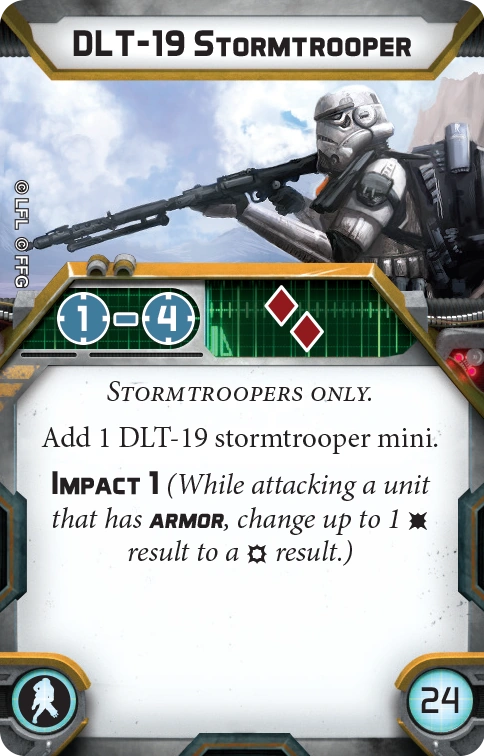 DLT-19 Stormtrooper
© LFL © FFG
1 - 4
Stormtroopers only.
Add 1 DLT-19 stormtrooper mini.
Impact 1 (While attacking a unit
that has armor, change up to 1
result to a result.)
24